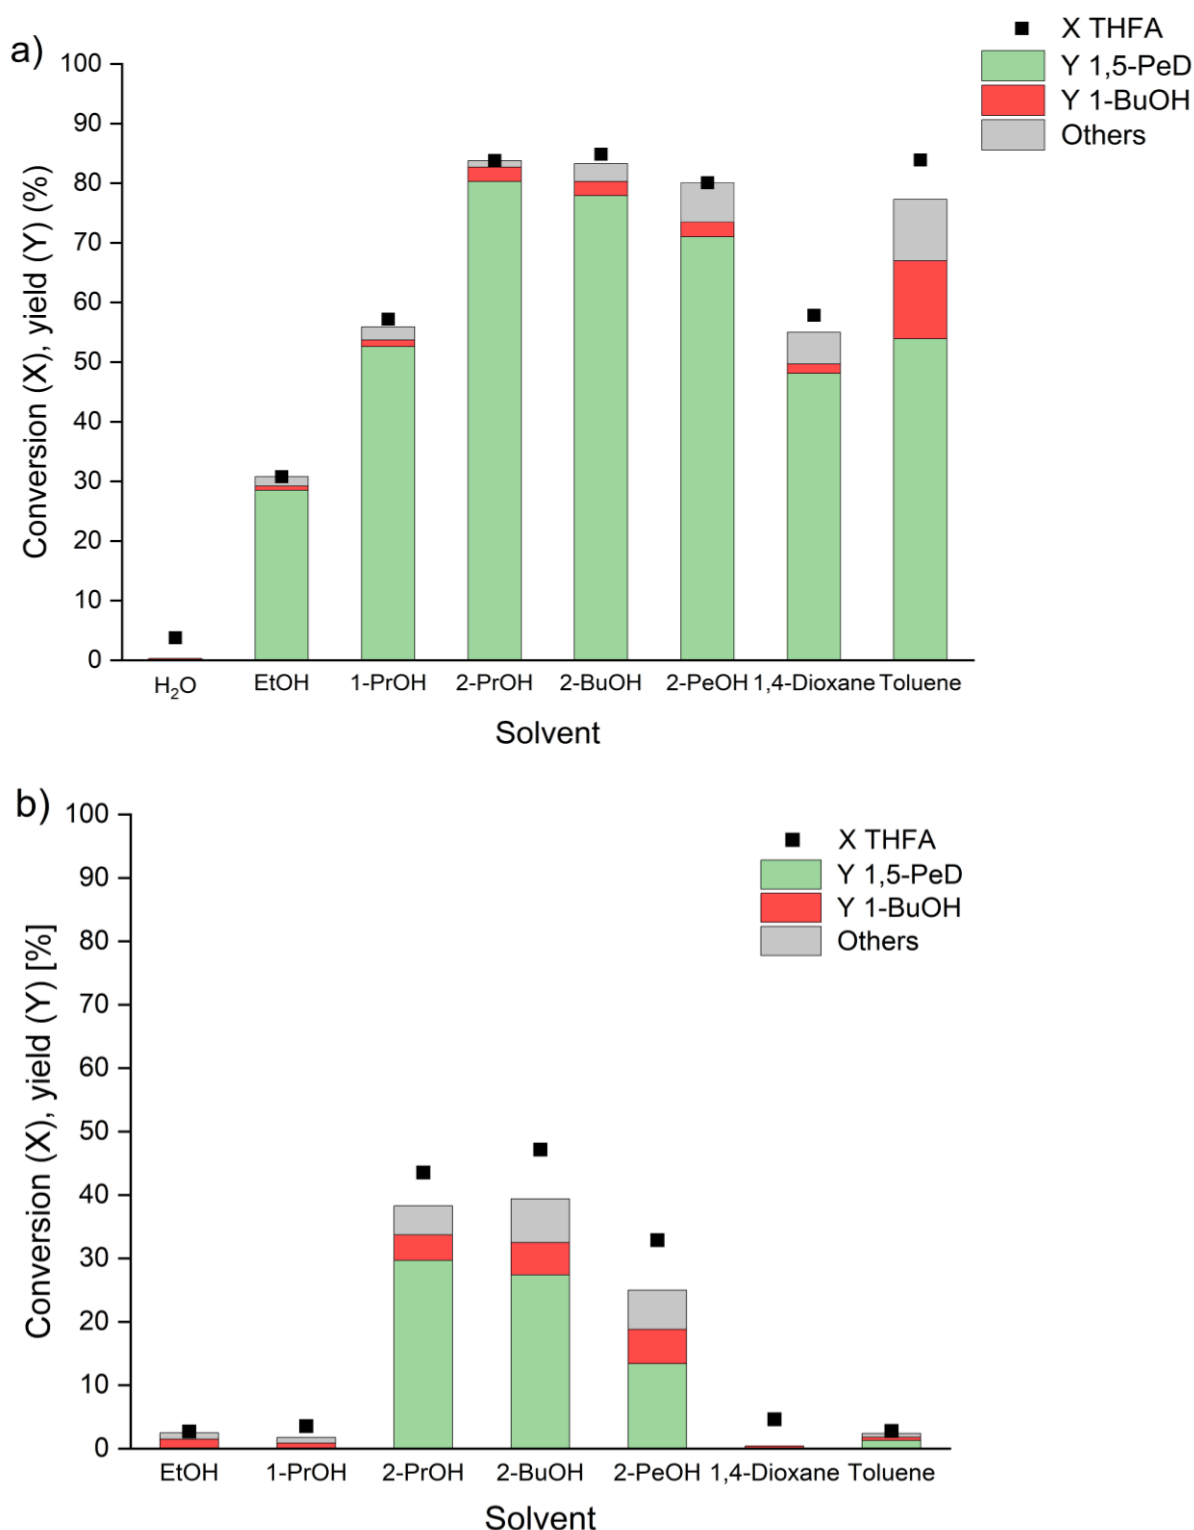 a)
X THFA
Y 1,5-PeD
Y 1-BuOH
Others
Conversion (X), yield (Y) (%)
100
90
80
70
60
50
40
30
20
10
0
H₂O EtOH 1-PrOH 2-PrOH 2-BuOH 2-PeOH 1,4-Dioxane Toluene
Solvent
b)
X THFA
Y 1,5-PeD
Y 1-BuOH
Others
Conversion (X), yield (Y) [%]
100
90
80
70
60
50
40
30
20
10
0
EtOH 1-PrOH 2-PrOH 2-BuOH 2-PeOH 1,4-Dioxane Toluene
Solvent